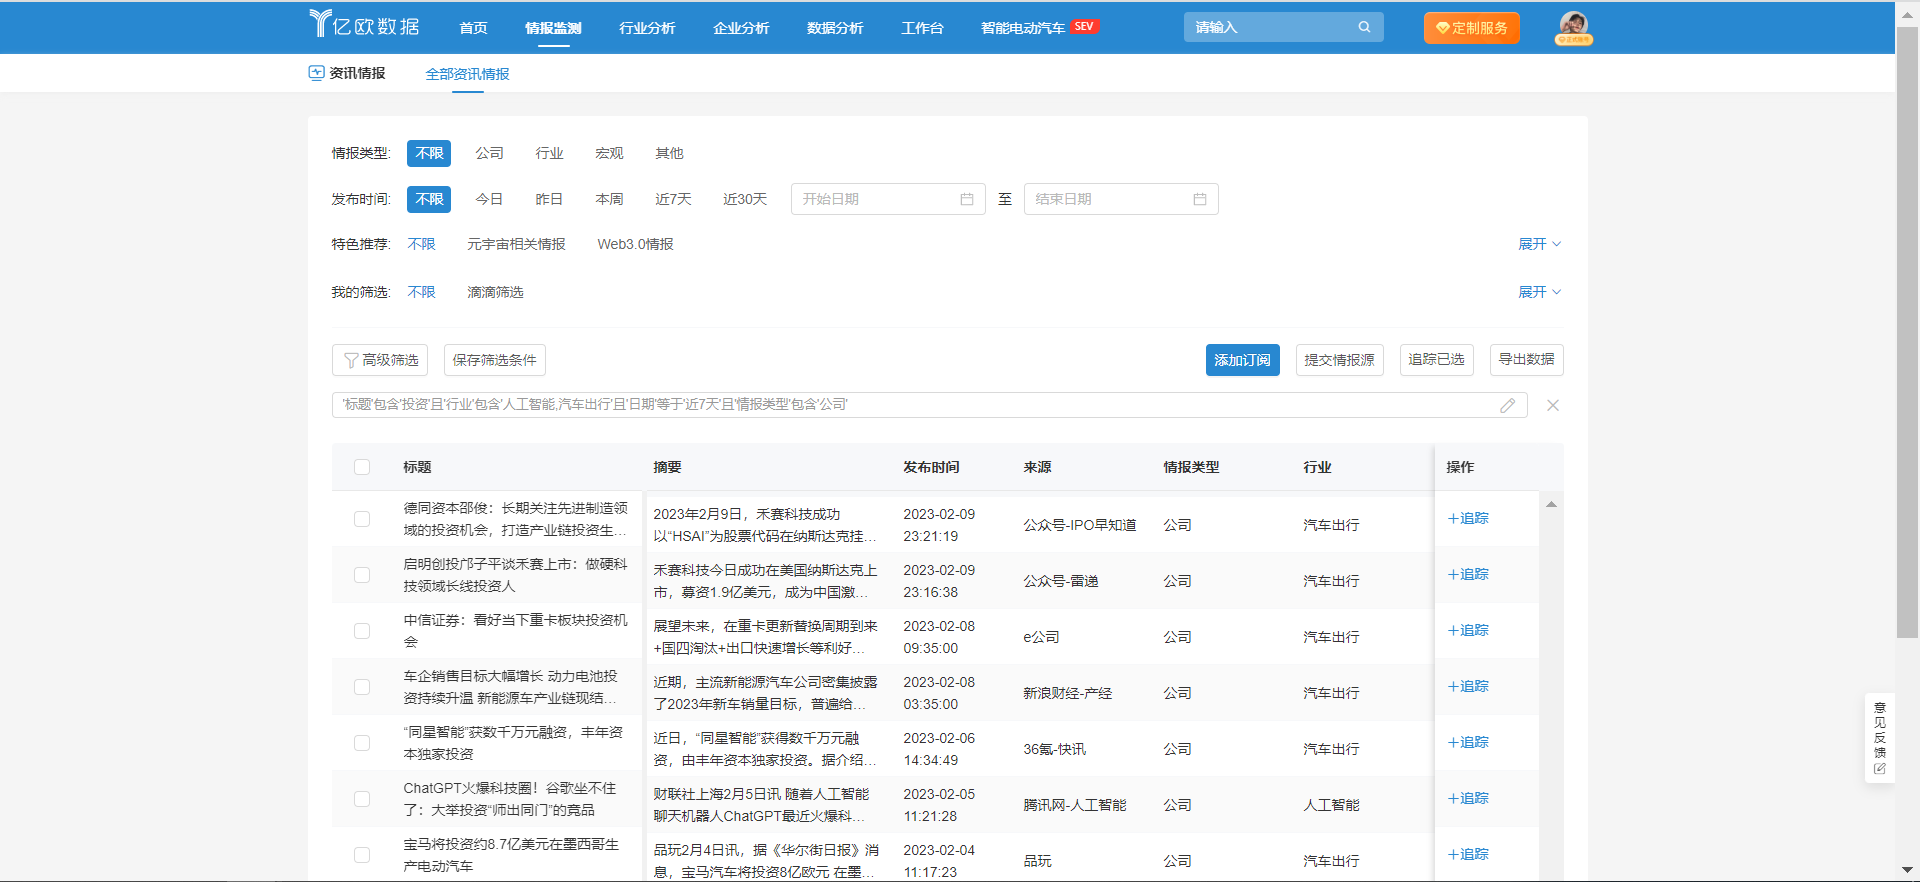 亿欧数据 首页 情报监测 行业分析 企业分析 数据分析 工作台 智能电动汽车 SEV 请输入 定制服务
资讯情报 全部资讯情报
情报类型: 不限 公司 行业 宏观 其他
发布时间: 不限 今日 昨日 本周 近7天 近30天 开始日期 至 结束日期
特色推荐: 不限 元宇宙相关情报 Web3.0情报 展开
我的筛选: 不限 滴滴筛选 展开
高级筛选 保存筛选条件 添加订阅 提交情报源 追踪已选 导出数据
'标题'包含'投资'且'行业'包含'人工智能,汽车出行'且'日期'等于'近7天'且'情报类型'包含'公司'
标题 摘要 发布时间 来源 情报类型 行业 操作
德同资本邵俊：长期关注先进制造领
域的投资机会，打造产业链投资生…
2023年2月9日，禾赛科技成功
以“HSAI”为股票代码在纳斯达克挂…
2023-02-09
23:21:19
公众号-IPO早知道 公司 汽车出行 +追踪
启明创投邝子平谈禾赛上市：做硬科
技领域长线投资人
禾赛科技今日成功在美国纳斯达克上
市，募资1.9亿美元，成为中国激…
2023-02-09
23:16:38
公众号-雷递 公司 汽车出行 +追踪
中信证券：看好当下重卡板块投资机
会
展望未来，在重卡更新替换周期到来
+国四淘汰+出口快速增长等利好…
2023-02-08
09:35:00
e公司 公司 汽车出行 +追踪
车企销售目标大幅增长 动力电池投
资持续升温 新能源车产业链现结…
近期，主流新能源汽车公司密集披露
了2023年新车销量目标，普遍给…
2023-02-08
03:35:00
新浪财经-产经 公司 汽车出行 +追踪
“同星智能”获数千万元融资，丰年资
本独家投资
近日，“同星智能”获得数千万元融
资，由丰年资本独家投资。据介绍…
2023-02-06
14:34:49
36氪-快讯 公司 汽车出行 +追踪
ChatGPT火爆科技圈！谷歌坐不住
了：大举投资“师出同门”的竞品
财联社上海2月5日讯 随着人工智能
聊天机器人ChatGPT最近火爆科…
2023-02-05
11:21:28
腾讯网-人工智能 公司 人工智能 +追踪
宝马将投资约8.7亿美元在墨西哥生
产电动汽车
品玩2月4日讯，据《华尔街日报》消
息，宝马汽车将投资8亿欧元 在墨…
2023-02-04
11:17:23
品玩 公司 汽车出行 +追踪
意
见
反
馈